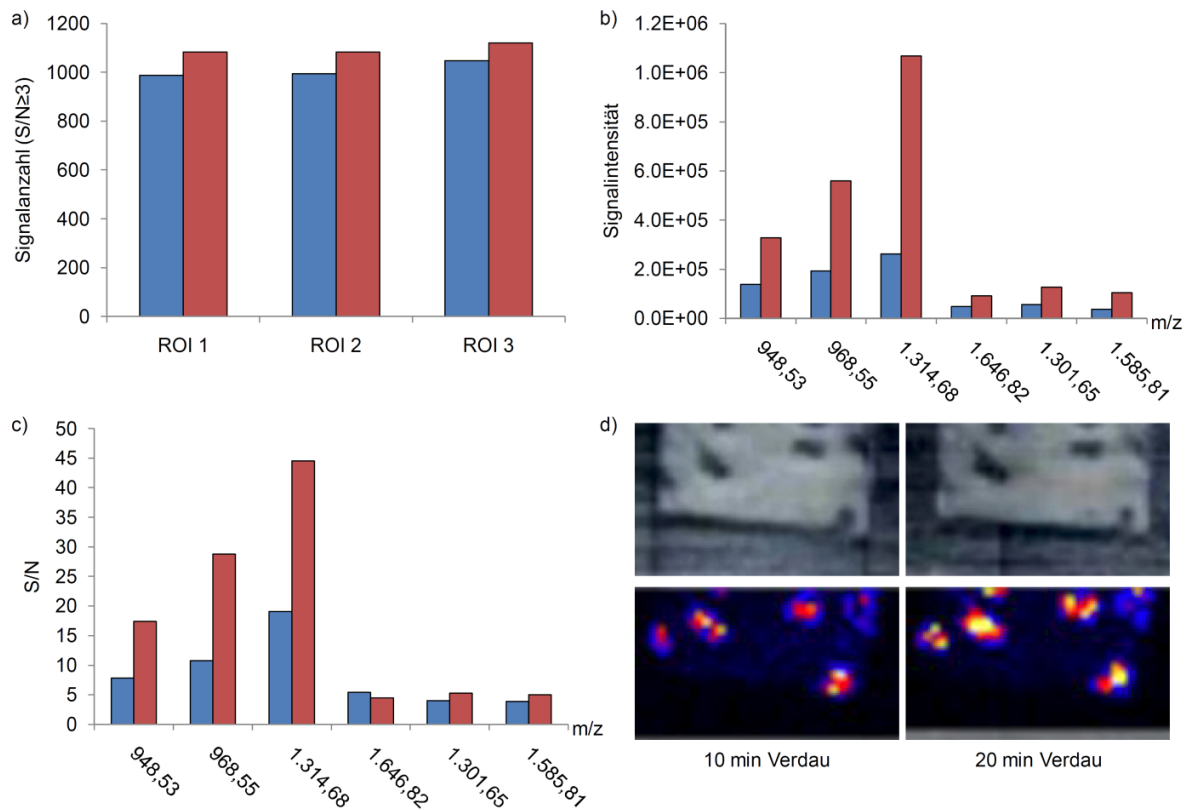 a)
Signalanzahl (S/N≥3)
1200
1000
800
600
400
200
0
ROI 1 ROI 2 ROI 3
b)
Signalintensität
1.2E+06
1.0E+06
8.0E+05
6.0E+05
4.0E+05
2.0E+05
0.0E+00
m/z
948,53 968,55 1.314,68 1.646,82 1.301,65 1.585,81
c)
S/N
50
45
40
35
30
25
20
15
10
5
0
m/z
948,53 968,55 1.314,68 1.646,82 1.301,65 1.585,81
d)
10 min Verdau 20 min Verdau